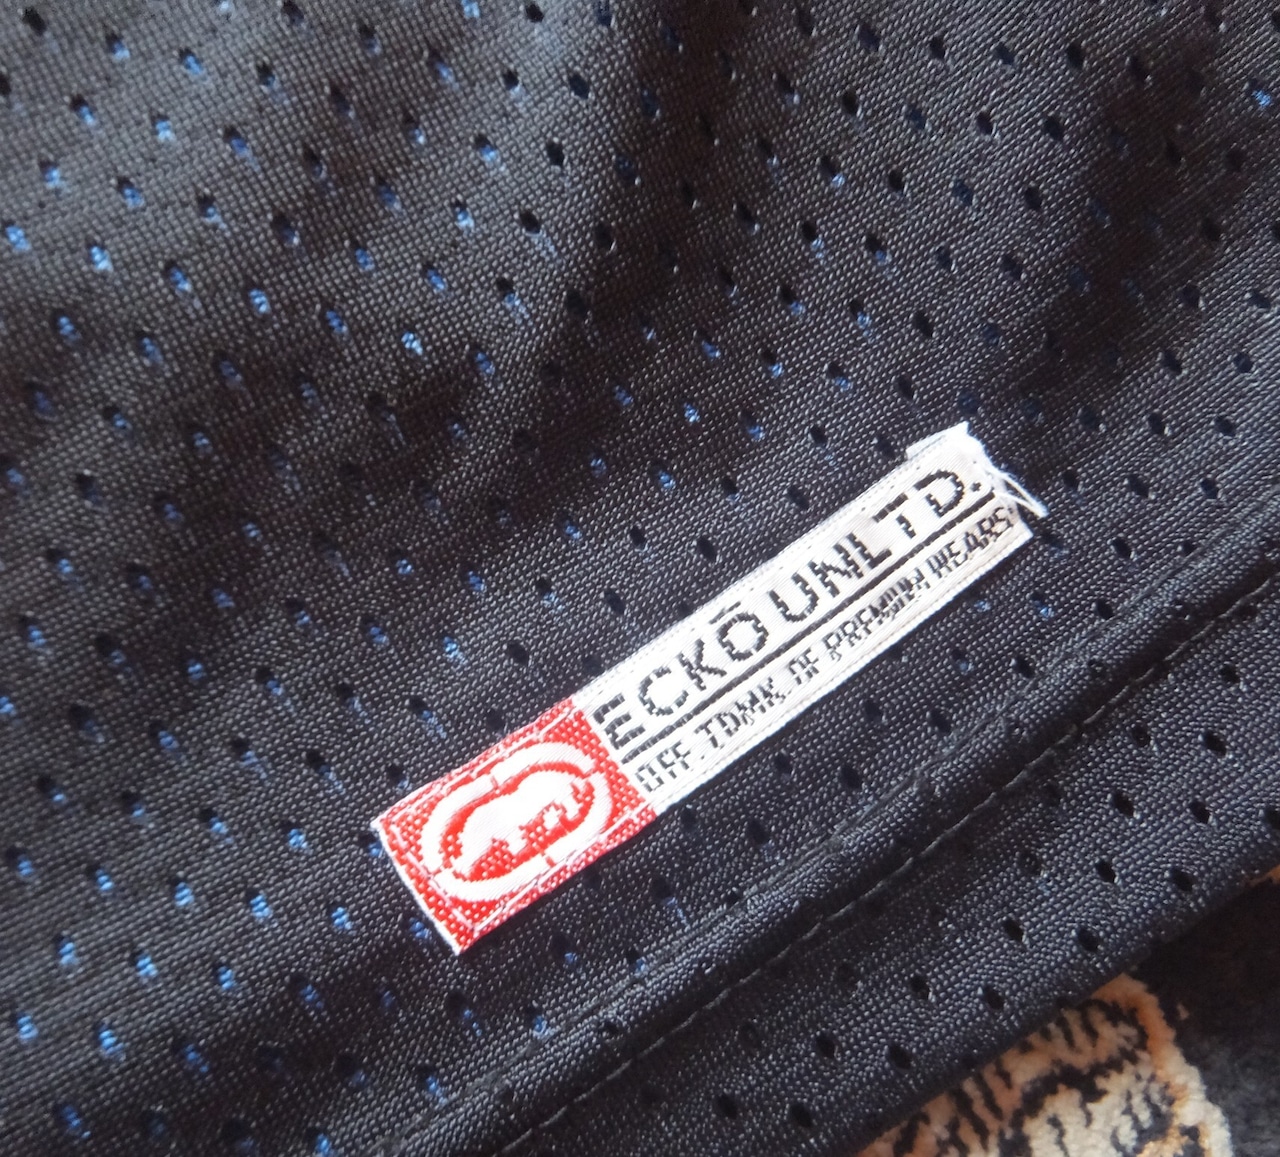 ECKŌ UNLTD.
OFF. TDMK. OF PREMIUM WEARS